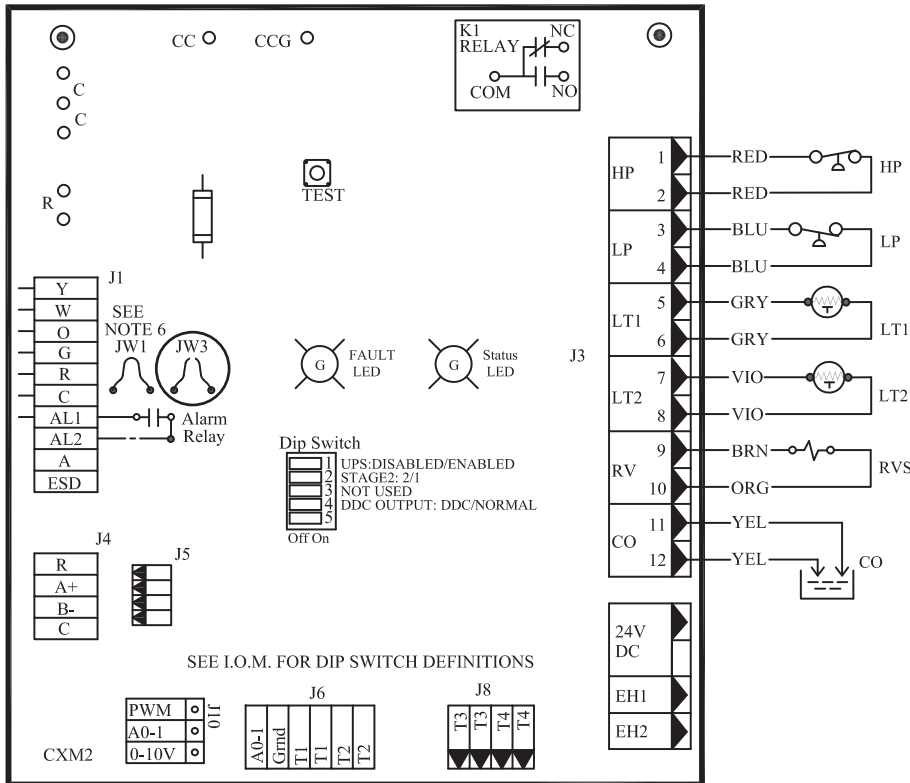 CC
CCG
K1
RELAY
NC
COM
NO
C
C
R
TEST
J1
Y
W
O
G
R
C
AL1
AL2
A
ESD
SEE
NOTE 6
JW1
JW3
Alarm
Relay
G
FAULT
LED
G
Status
LED
Dip Switch
1 UPS:DISABLED/ENABLED
2 STAGE2: 2/1
3 NOT USED
4 DDC OUTPUT: DDC/NORMAL
5
Off On
J3
HP
1
RED
2
RED
HP
LP
3
BLU
4
BLU
LP
LT1
5
GRY
6
GRY
LT1
LT2
7
VIO
8
VIO
LT2
RV
9
BRN
10
ORG
RVS
CO
11
YEL
12
YEL
CO
J4
R
A+
B-
C
J5
24V
DC
EH1
EH2
SEE I.O.M. FOR DIP SWITCH DEFINITIONS
J10
PWM
A0-1
0-10V
CXM2
J6
A0-1
Grnd
T1
T1
T2
T2
J8
T3
T3
T4
T4